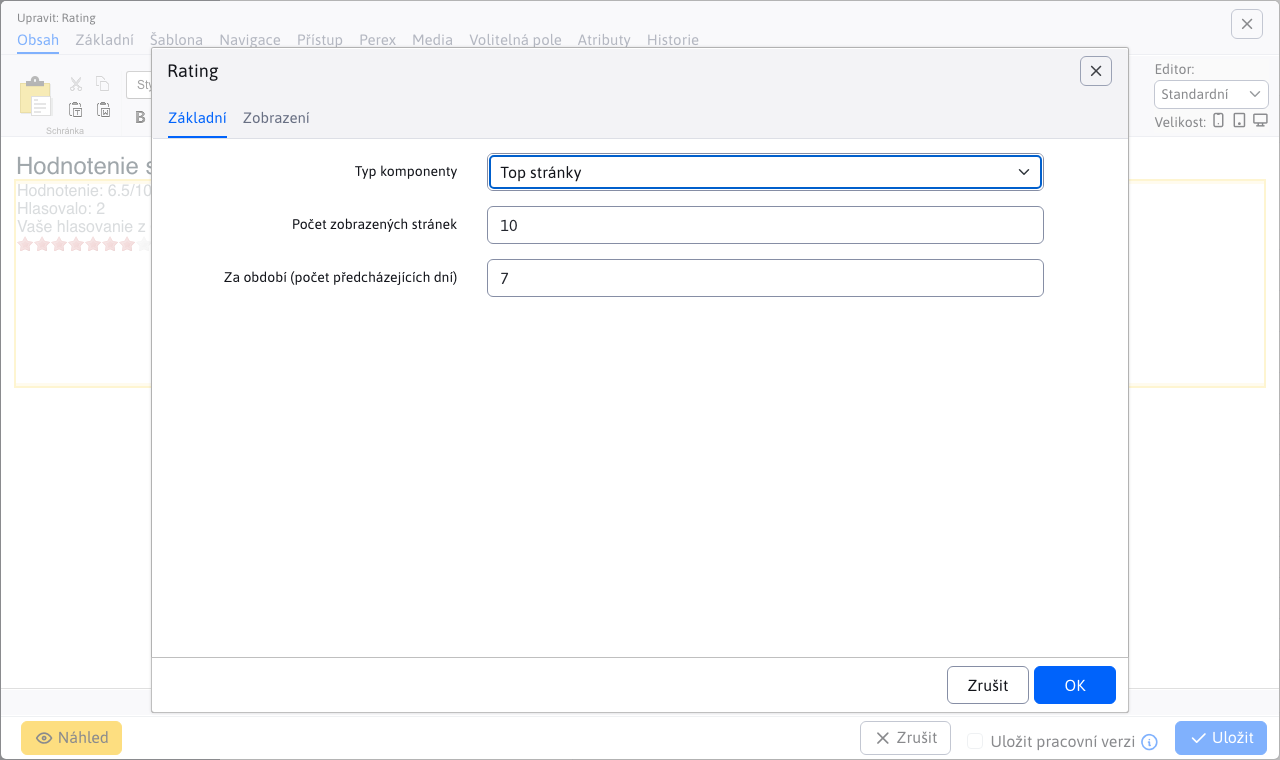 Upravit: Rating
Obsah Základní Šablona Navigace Přístup Perex Media Volitelná pole Atributy Historie
Editor:
Standardní
Velikost:
Schránka
B
Hodnotenie
Hodnotenie: 6.5/10
Hlasovalo: 2
Vaše hlasovanie z
Rating
Základní Zobrazení
Typ komponenty Top stránky
Počet zobrazených stránek 10
Za období (počet předcházejících dní) 7
Zrušit OK
Náhled Zrušit Uložit pracovní verzi Uložit